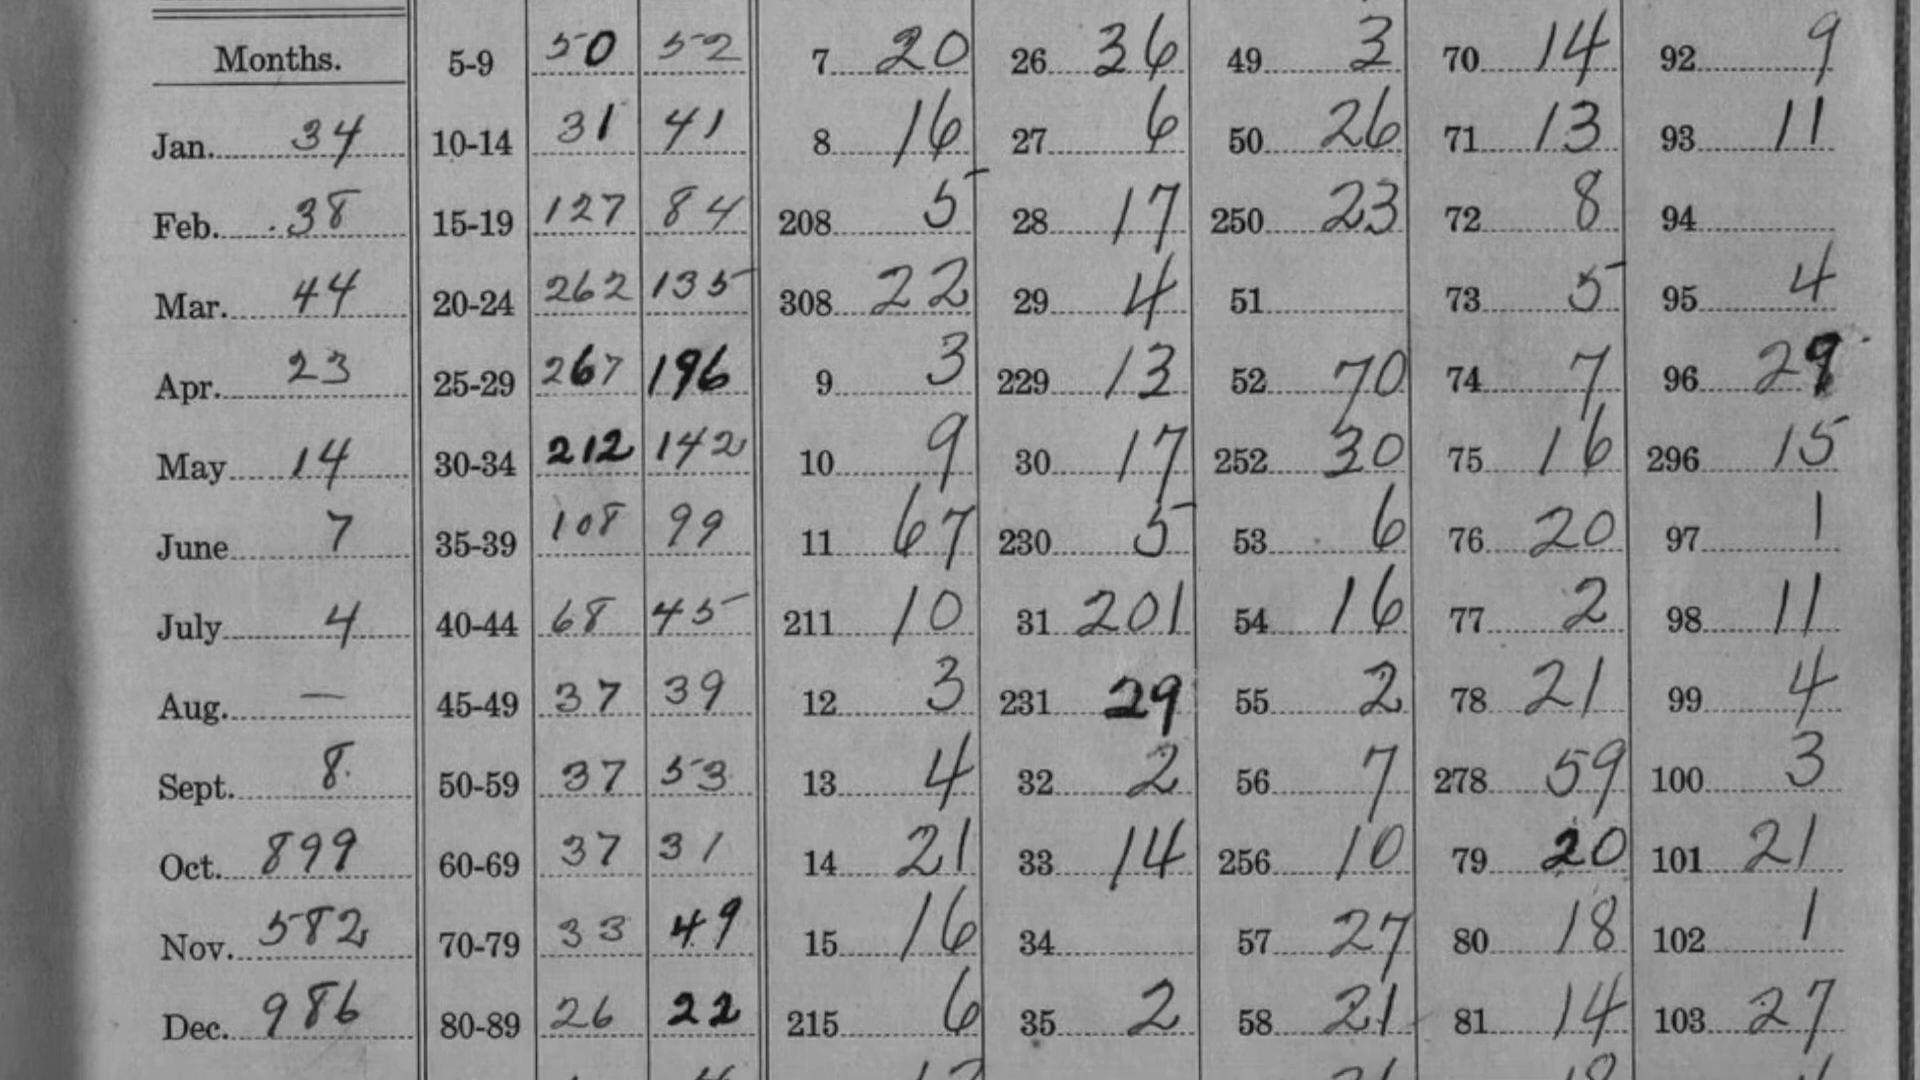 Months. 5-9 50 52 7 20 26 36 49 3 70 14 92 9
Jan. 34 10-14 31 41 8 16 27 6 50 26 71 13 93 11
Feb. 38 15-19 127 84 208 5 28 17 250 23 72 8 94
Mar. 44 20-24 262 135 308 22 29 4 51 73 5 95 4
Apr. 23 25-29 267 196 9 3 229 13 52 70 74 7 96 29
May 14 30-34 212 142 10 9 30 17 252 30 75 16 296 15
June 7 35-39 108 99 11 67 230 5 53 6 76 20 97 1
July 4 40-44 68 45 211 10 31 201 54 16 77 2 98 11
Aug. — 45-49 37 39 12 3 231 29 55 2 78 21 99 4
Sept. 8 50-59 37 53 13 4 32 2 56 7 278 59 100 3
Oct. 899 60-69 37 31 14 21 33 14 256 10 79 20 101 21
Nov. 582 70-79 33 49 15 16 34 57 27 80 18 102 1
Dec. 986 80-89 26 22 215 6 35 2 58 21 81 14 103 27